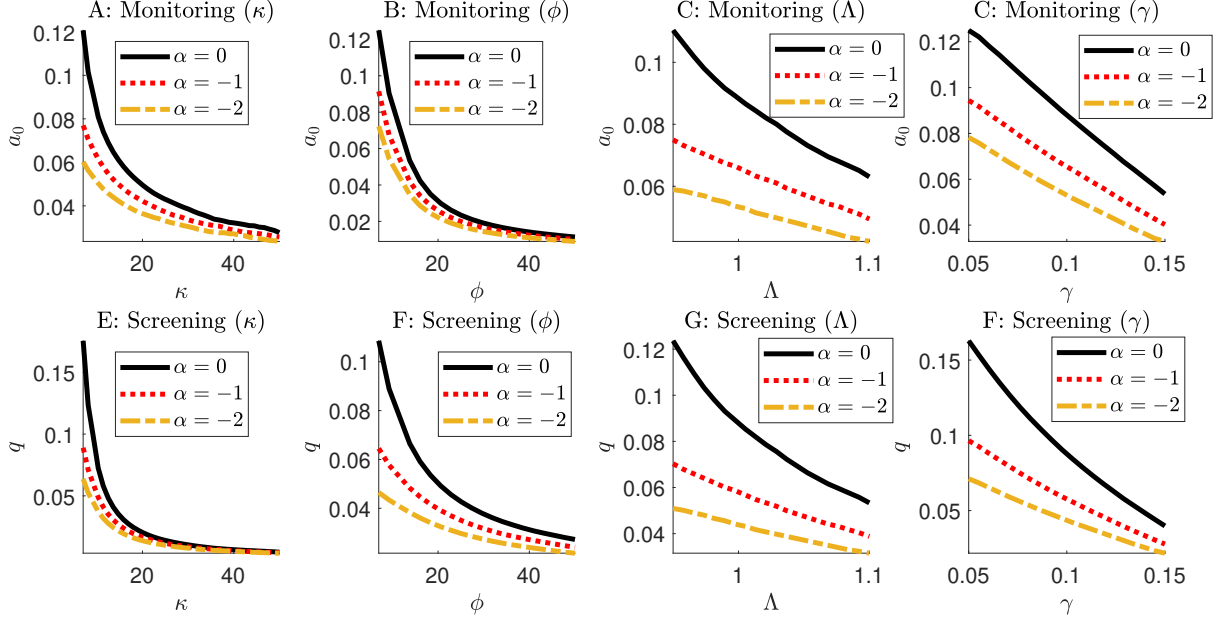 A: Monitoring (κ)
0.12
0.1
0.08
0.06
0.04
a₀
α = 0
α = −1
α = −2
20
40
κ
B: Monitoring (ϕ)
0.12
0.1
0.08
0.06
0.04
0.02
a₀
α = 0
α = −1
α = −2
20
40
ϕ
C: Monitoring (Λ)
0.1
0.08
0.06
a₀
α = 0
α = −1
α = −2
1
1.1
Λ
C: Monitoring (γ)
0.12
0.1
0.08
0.06
0.04
a₀
α = 0
α = −1
α = −2
0.05
0.1
0.15
γ
E: Screening (κ)
0.15
0.1
0.05
q
α = 0
α = −1
α = −2
20
40
κ
F: Screening (ϕ)
0.1
0.08
0.06
0.04
q
α = 0
α = −1
α = −2
20
40
ϕ
G: Screening (Λ)
0.12
0.1
0.08
0.06
0.04
q
α = 0
α = −1
α = −2
1
1.1
Λ
F: Screening (γ)
0.15
0.1
0.05
q
α = 0
α = −1
α = −2
0.05
0.1
0.15
γ